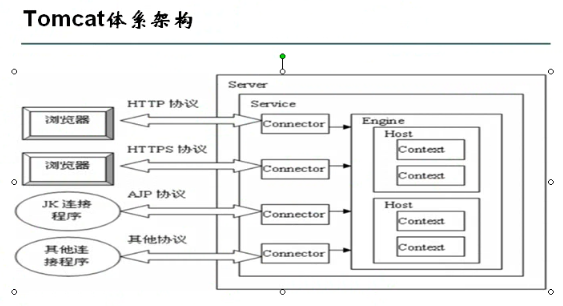 Tomcat体系架构
Server
Service
Engine
Host
Context
Context
Host
Context
Context
浏览器
HTTP 协议
Connector
浏览器
HTTPS 协议
Connector
JK 连接
程序
AJP 协议
Connector
其他连
接程序
其他协议
Connector